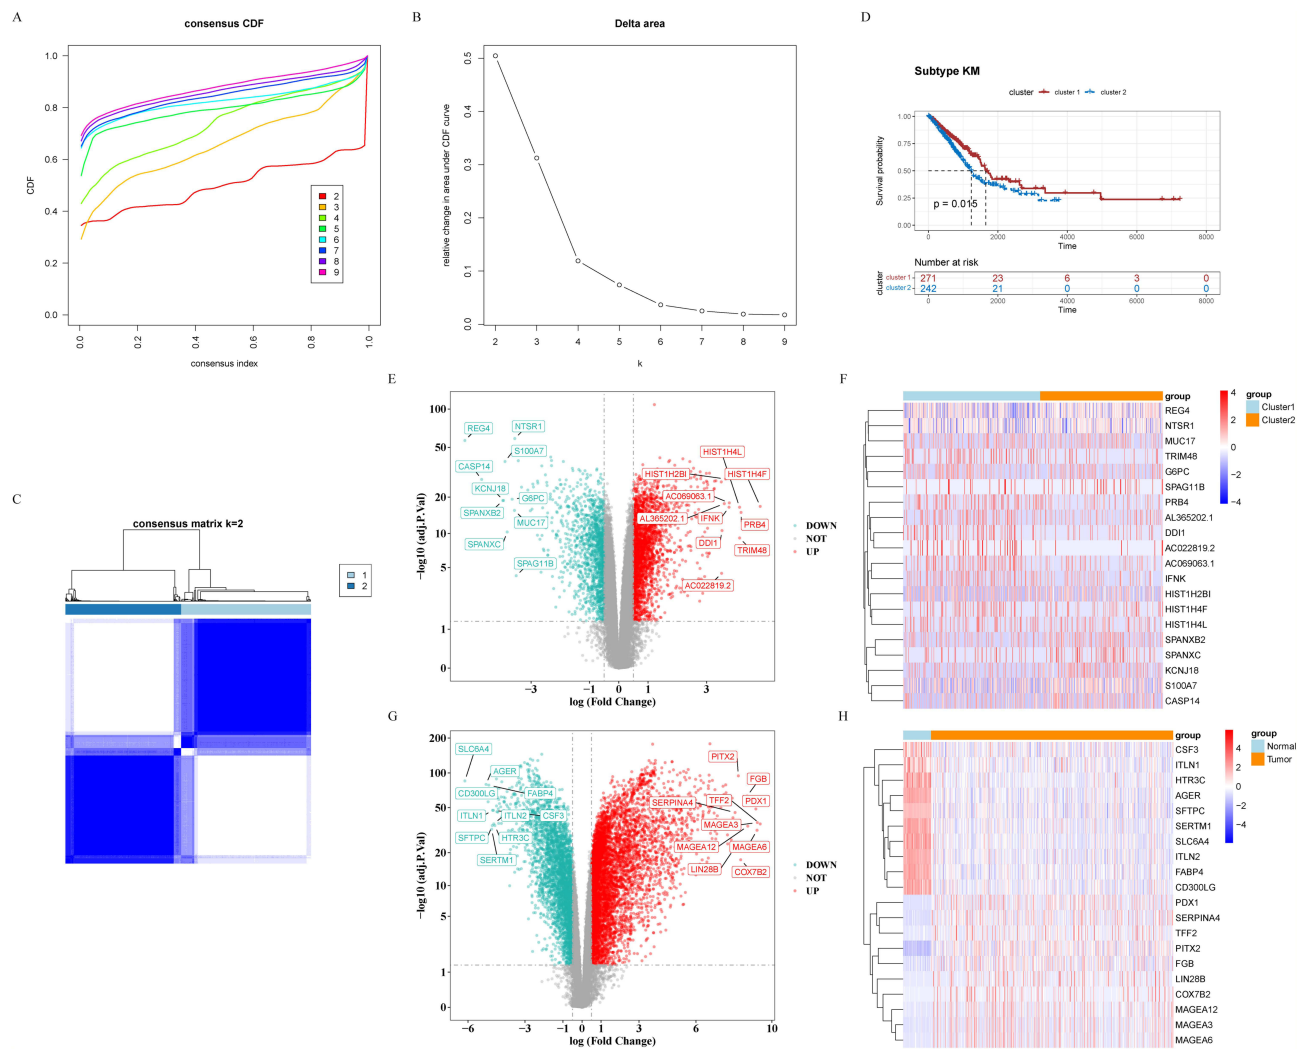 A
consensus CDF
CDF
1.0
0.8
0.6
0.4
0.2
0.0
0.0 0.2 0.4 0.6 0.8 1.0
consensus index
2
3
4
5
6
7
8
9
B
Delta area
relative change in area under CDF curve
0.5
0.4
0.3
0.2
0.1
0.0
2 3 4 5 6 7 8 9
k
C
consensus matrix k=2
1
2
D
Subtype KM
cluster cluster 1 cluster 2
Survival probability
1.00
0.75
0.50
0.25
0.00
p = 0.015
0 2000 4000 6000 8000
Time
Number at risk
cluster
cluster 1 271 23 6 3 0
cluster 2 242 21 0 0 0
0 2000 4000 6000 8000
Time
E
−log10 (adj.P.Val)
100
50
20
10
5
1
0
REG4
NTSR1
S100A7
CASP14
KCNJ18
G6PC
SPANXB2
MUC17
SPANXC
SPAG11B
HIST1H4L
HIST1H2BI
HIST1H4F
AC069063.1
AL365202.1
IFNK
PRB4
DDI1
TRIM48
AC022819.2
−3 −1 0 1 3
log (Fold Change)
DOWN
NOT
UP
F
group
REG4
NTSR1
MUC17
TRIM48
G6PC
SPAG11B
PRB4
AL365202.1
DDI1
AC022819.2
AC069063.1
IFNK
HIST1H2BI
HIST1H4F
HIST1H4L
SPANXB2
SPANXC
KCNJ18
S100A7
CASP14
4
2
0
−2
−4
group
Cluster1
Cluster2
G
−log10 (adj.P.Val)
200
100
50
20
10
5
1
0
SLC6A4
AGER
CD300LG
FABP4
ITLN1
ITLN2
CSF3
SFTPC
HTR3C
SERTM1
PITX2
FGB
SERPINA4
TFF2
PDX1
MAGEA3
MAGEA12
MAGEA6
LIN28B
COX7B2
−6 −3 −1 0 1 3 6 10
log (Fold Change)
DOWN
NOT
UP
H
group
CSF3
ITLN1
HTR3C
AGER
SFTPC
SERTM1
SLC6A4
ITLN2
FABP4
CD300LG
PDX1
SERPINA4
TFF2
PITX2
FGB
LIN28B
COX7B2
MAGEA12
MAGEA3
MAGEA6
4
2
0
−2
−4
group
Normal
Tumor